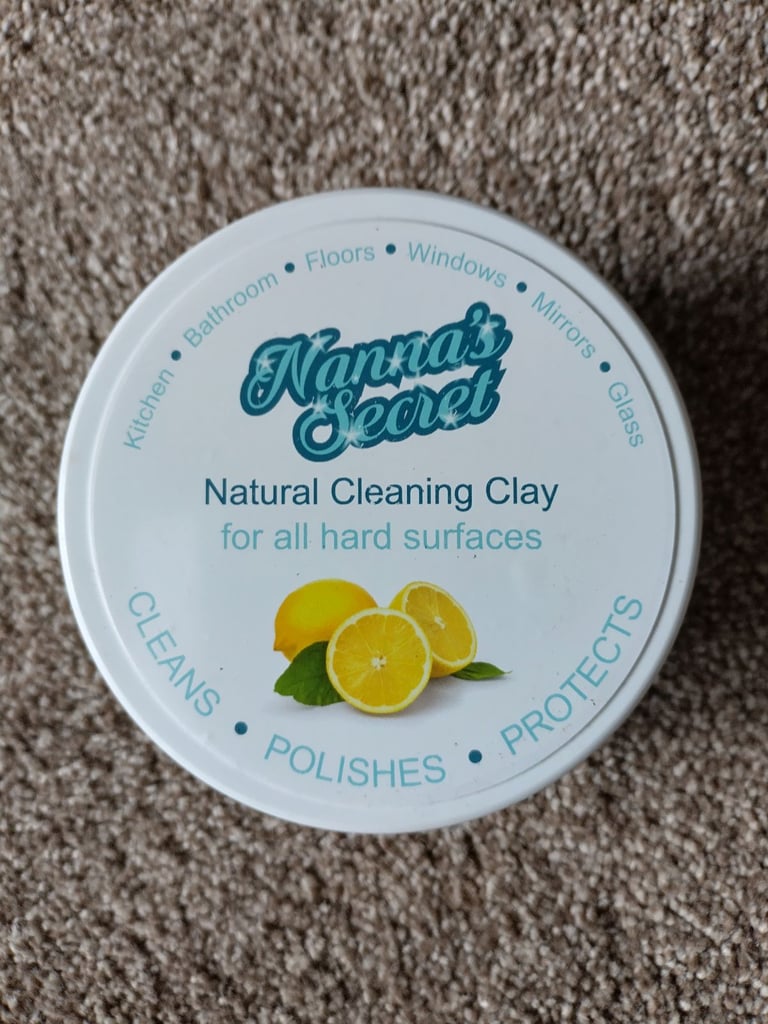 Kitchen • Bathroom • Floors • Windows • Mirrors • Glass
Nanna's
Secret
Natural Cleaning Clay
for all hard surfaces
CLEANS • POLISHES • PROTECTS